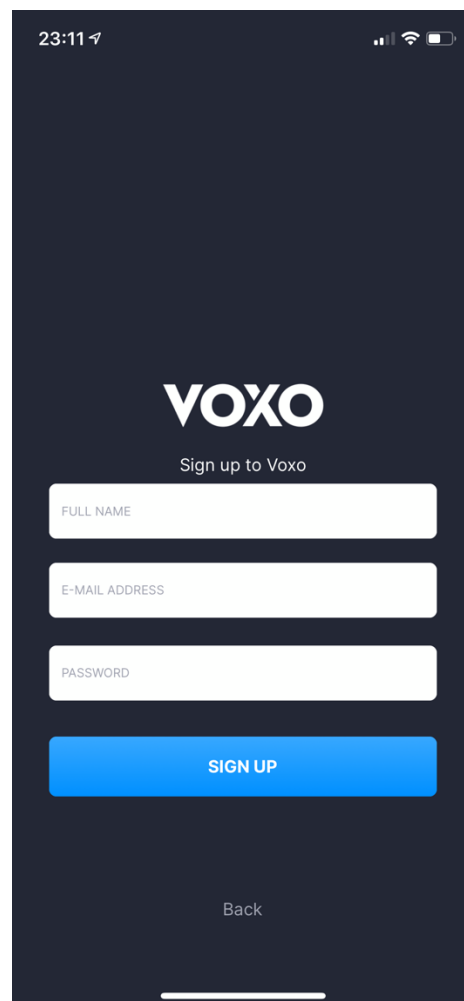 23:11
VOXO
Sign up to Voxo
FULL NAME
E-MAIL ADDRESS
PASSWORD
SIGN UP
Back